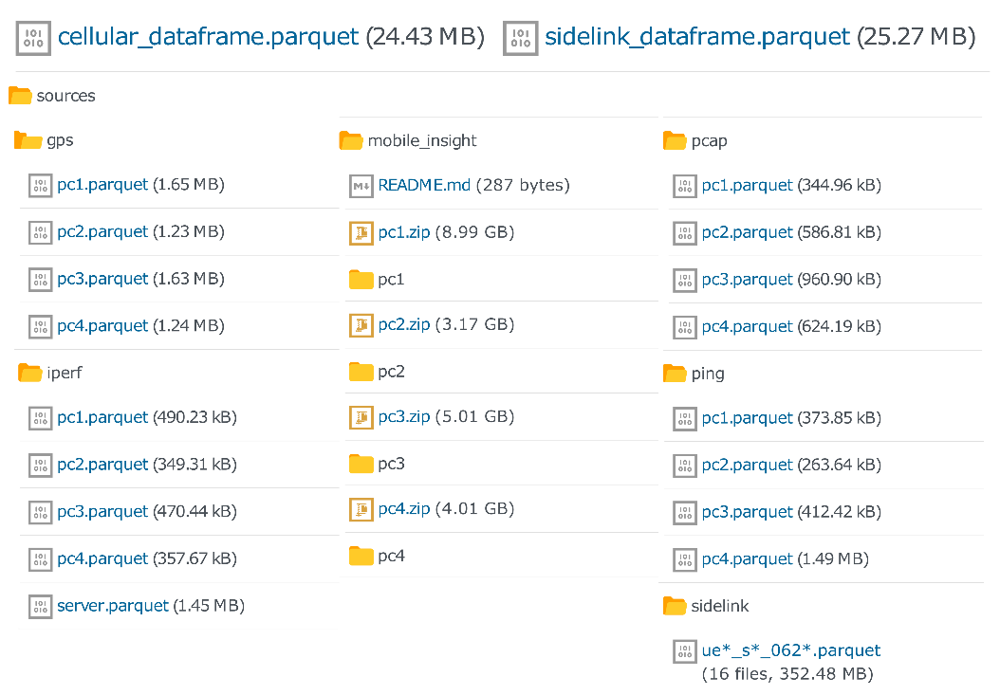 cellular_dataframe.parquet (24.43 MB)
sidelink_dataframe.parquet (25.27 MB)
sources
gps
pc1.parquet (1.65 MB)
pc2.parquet (1.23 MB)
pc3.parquet (1.63 MB)
pc4.parquet (1.24 MB)
iperf
pc1.parquet (490.23 kB)
pc2.parquet (349.31 kB)
pc3.parquet (470.44 kB)
pc4.parquet (357.67 kB)
server.parquet (1.45 MB)
mobile_insight
README.md (287 bytes)
pc1.zip (8.99 GB)
pc1
pc2.zip (3.17 GB)
pc2
pc3.zip (5.01 GB)
pc3
pc4.zip (4.01 GB)
pc4
pcap
pc1.parquet (344.96 kB)
pc2.parquet (586.81 kB)
pc3.parquet (960.90 kB)
pc4.parquet (624.19 kB)
ping
pc1.parquet (373.85 kB)
pc2.parquet (263.64 kB)
pc3.parquet (412.42 kB)
pc4.parquet (1.49 MB)
sidelink
ue*_s*_062*.parquet
(16 files, 352.48 MB)